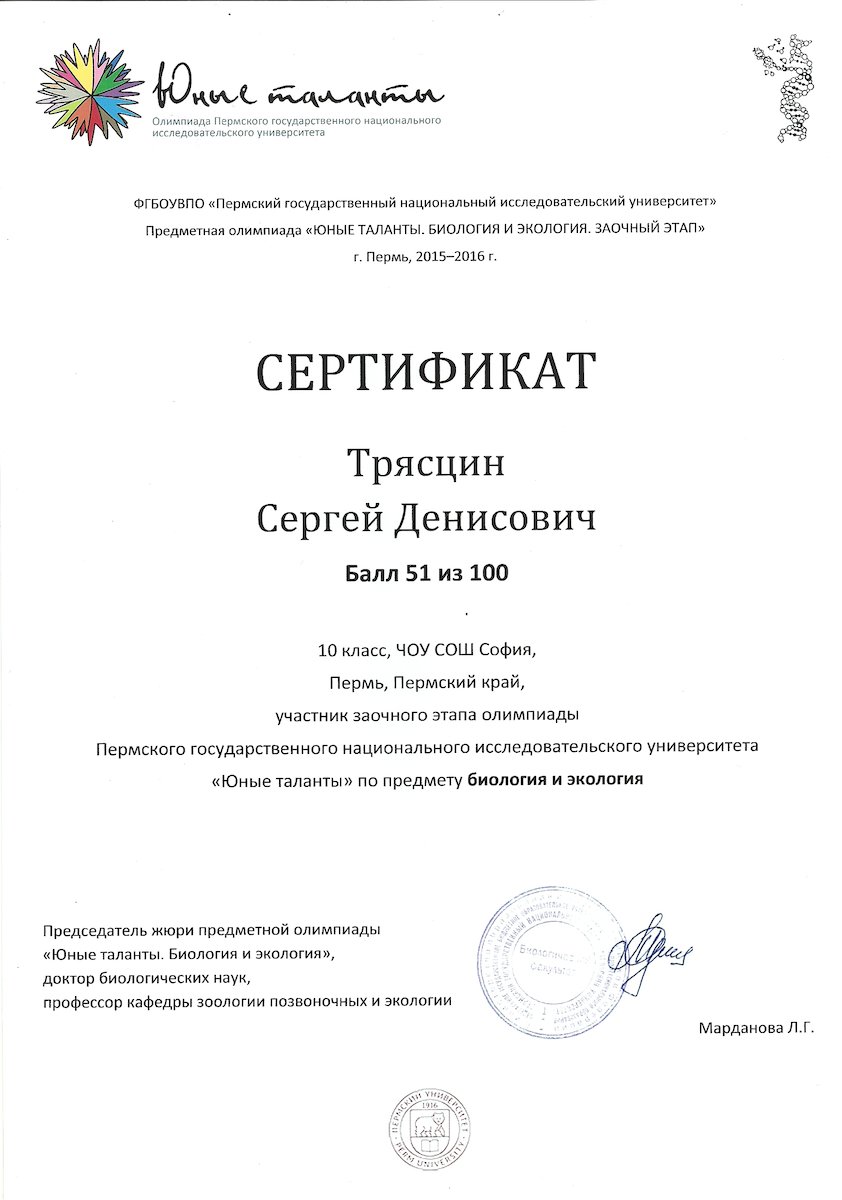 Юные таланты
Олимпиада Пермского государственного национального
исследовательского университета
ФГБОУВПО «Пермский государственный национальный исследовательский университет»
Предметная олимпиада «ЮНЫЕ ТАЛАНТЫ. БИОЛОГИЯ И ЭКОЛОГИЯ. ЗАОЧНЫЙ ЭТАП»
г. Пермь, 2015–2016 г.
СЕРТИФИКАТ
Трясцин
Сергей Денисович
Балл 51 из 100
10 класс, ЧОУ СОШ София,
Пермь, Пермский край,
участник заочного этапа олимпиады
Пермского государственного национального исследовательского университета
«Юные таланты» по предмету биология и экология
Председатель жюри предметной олимпиады
«Юные таланты. Биология и экология»,
доктор биологических наук,
профессор кафедры зоологии позвоночных и экологии
Биологический
факультет
Марданова Л.Г.
ПЕРМСКИЙ УНИВЕРСИТЕТ
1916
PERM UNIVERSITY